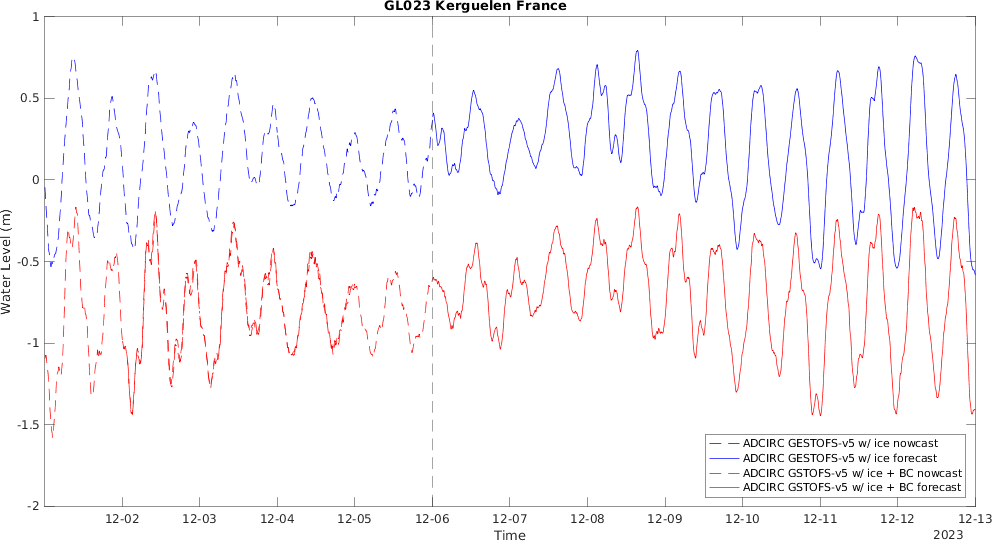 GL023 Kerguelen France
1
0.5
0
-0.5
-1
-1.5
-2
Water Level (m)
12-02 12-03 12-04 12-05 12-06 12-07 12-08 12-09 12-10 12-11 12-12 12-13
Time
2023
ADCIRC GESTOFS-v5 w/ ice nowcast
ADCIRC GESTOFS-v5 w/ ice forecast
ADCIRC GSTOFS-v5 w/ ice + BC nowcast
ADCIRC GSTOFS-v5 w/ ice + BC forecast